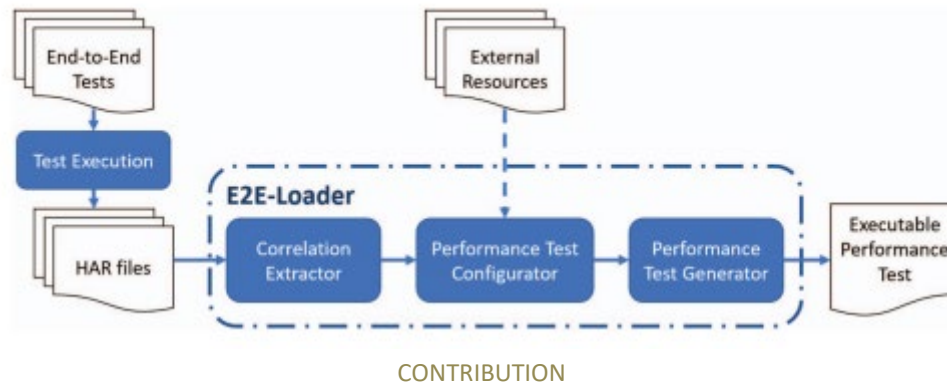 End-to-End
Tests
External
Resources
Test Execution
E2E-Loader
HAR files
Correlation
Extractor
Performance Test
Configurator
Performance
Test Generator
Executable
Performance
Test
CONTRIBUTION